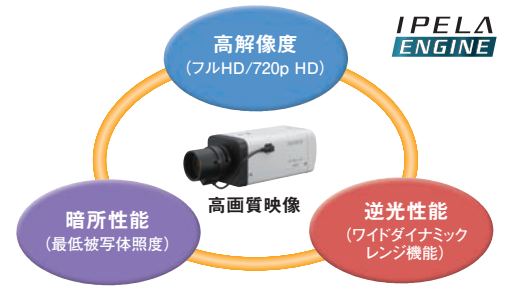 IPELA
ENGINE
高解像度
(フルHD/720p HD)
高画質映像
暗所性能
(最低被写体照度)
逆光性能
(ワイドダイナミック
レンジ機能)